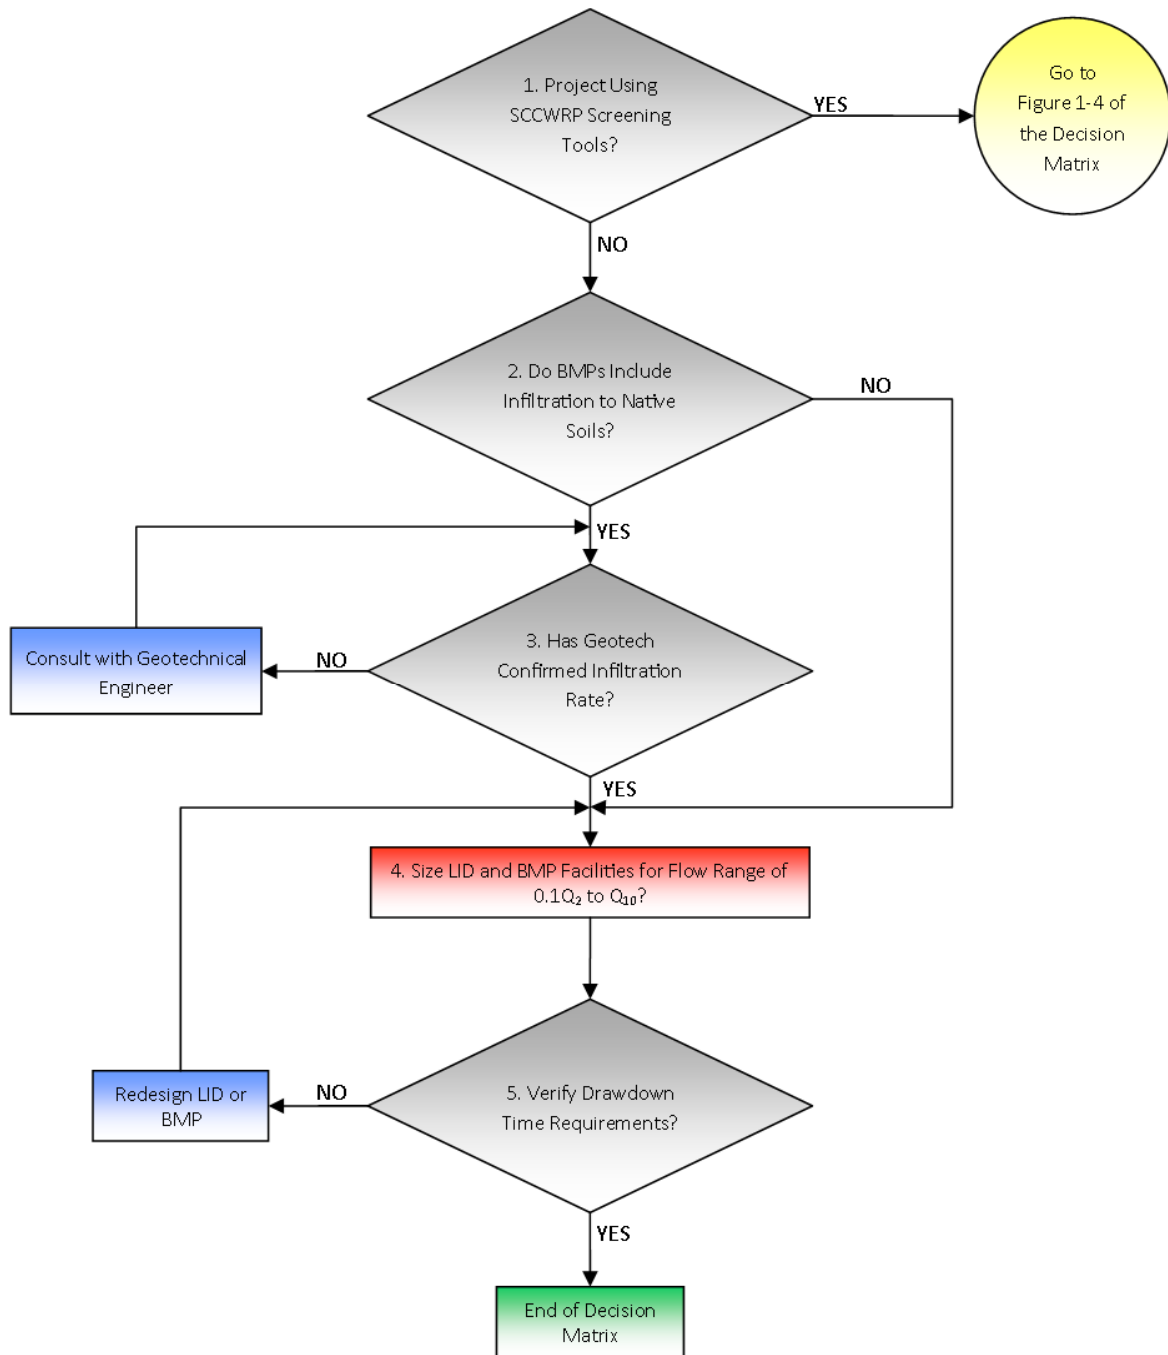 1. Project Using
SCCWRP Screening
Tools?
YES
Go to
Figure 1-4 of
the Decision
Matrix
NO
2. Do BMPs Include
Infiltration to Native
Soils?
NO
YES
3. Has Geotech
Confirmed Infiltration
Rate?
NO
Consult with Geotechnical
Engineer
YES
4. Size LID and BMP Facilities for Flow Range of
0.1Q₂ to Q₁₀?
5. Verify Drawdown
Time Requirements?
NO
Redesign LID or
BMP
YES
End of Decision
Matrix